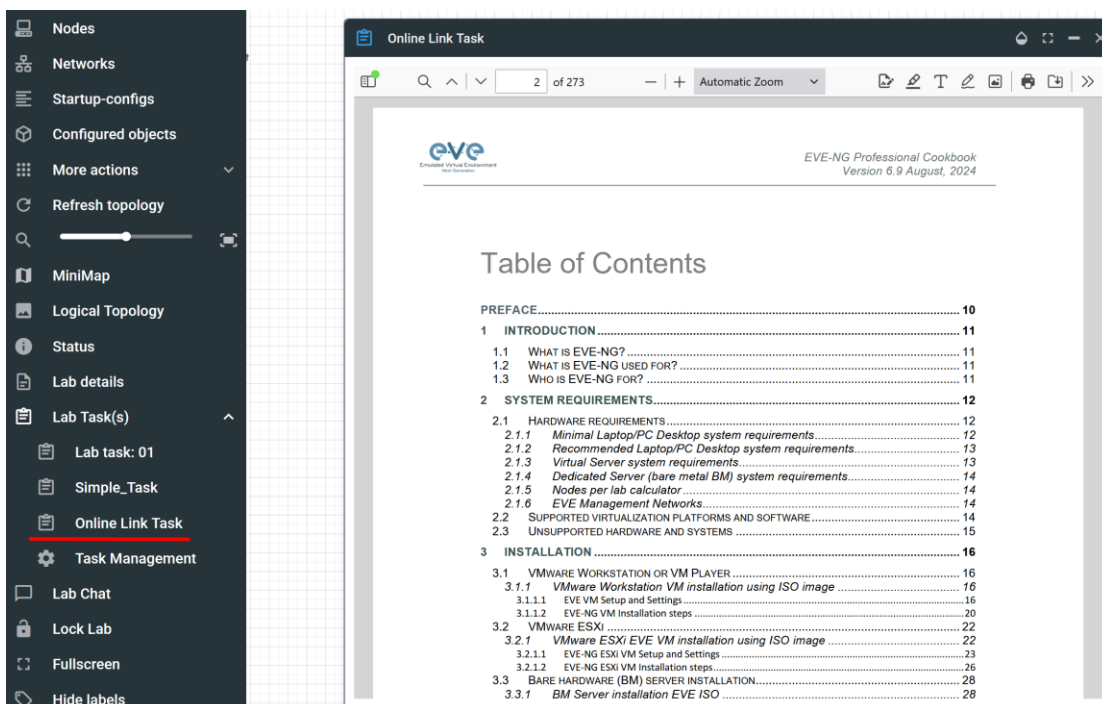 Nodes
Networks
Startup-configs
Configured objects
More actions
Refresh topology
MiniMap
Logical Topology
Status
Lab details
Lab Task(s)
Lab task: 01
Simple_Task
Online Link Task
Task Management
Lab Chat
Lock Lab
Fullscreen
Hide labels
Online Link Task
2 of 273 Automatic Zoom
eve
Emulated Virtual Environment
Next Generation
EVE-NG Professional Cookbook
Version 6.9 August, 2024
Table of Contents
PREFACE 10
1 INTRODUCTION 11
1.1 WHAT IS EVE-NG? 11
1.2 WHAT IS EVE-NG USED FOR? 11
1.3 WHO IS EVE-NG FOR? 11
2 SYSTEM REQUIREMENTS 12
2.1 HARDWARE REQUIREMENTS 12
2.1.1 Minimal Laptop/PC Desktop system requirements 12
2.1.2 Recommended Laptop/PC Desktop system requirements 13
2.1.3 Virtual Server system requirements 13
2.1.4 Dedicated Server (bare metal BM) system requirements 14
2.1.5 Nodes per lab calculator 14
2.1.6 EVE Management Networks 14
2.2 SUPPORTED VIRTUALIZATION PLATFORMS AND SOFTWARE 14
2.3 UNSUPPORTED HARDWARE AND SYSTEMS 15
3 INSTALLATION 16
3.1 VMWARE WORKSTATION OR VM PLAYER 16
3.1.1 VMware Workstation VM installation using ISO image 16
3.1.1.1 EVE VM Setup and Settings 16
3.1.1.2 EVE-NG VM Installation steps 20
3.2 VMWARE ESXI 22
3.2.1 VMware ESXi EVE VM installation using ISO image 22
3.2.1.1 EVE-NG ESXi VM Setup and Settings 23
3.2.1.2 EVE-NG ESXi VM Installation steps 26
3.3 BARE HARDWARE (BM) SERVER INSTALLATION 28
3.3.1 BM Server installation EVE ISO 28